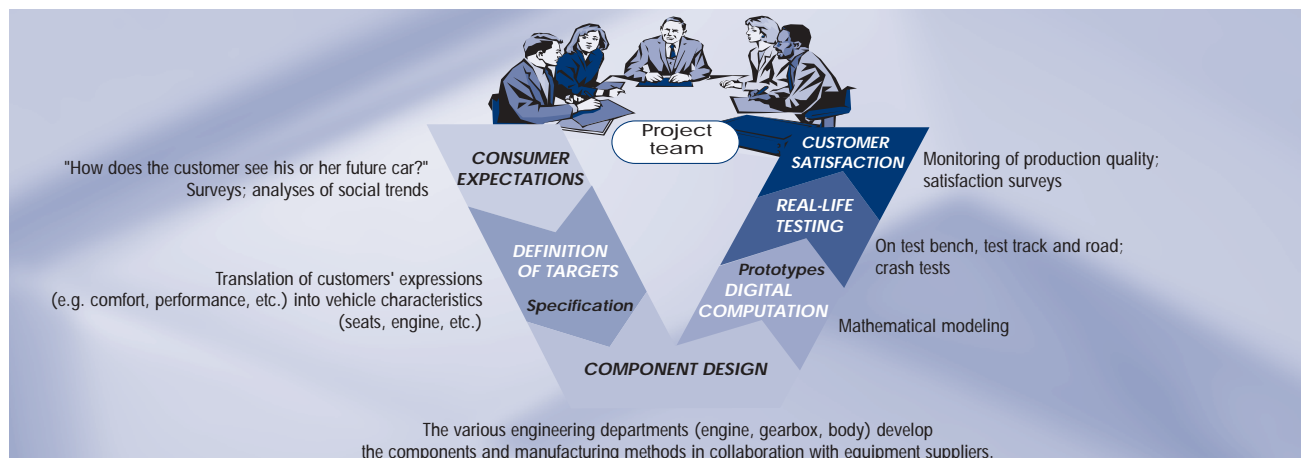 Project
team
CONSUMER
EXPECTATIONS
"How does the customer see his or her future car?"
Surveys; analyses of social trends
DEFINITION
OF TARGETS
Specification
Translation of customers' expressions
(e.g. comfort, performance, etc.) into vehicle characteristics
(seats, engine, etc.)
COMPONENT DESIGN
The various engineering departments (engine, gearbox, body) develop
the components and manufacturing methods in collaboration with equipment suppliers.
Prototypes
DIGITAL
COMPUTATION
Mathematical modeling
REAL-LIFE
TESTING
On test bench, test track and road;
crash tests
CUSTOMER
SATISFACTION
Monitoring of production quality;
satisfaction surveys